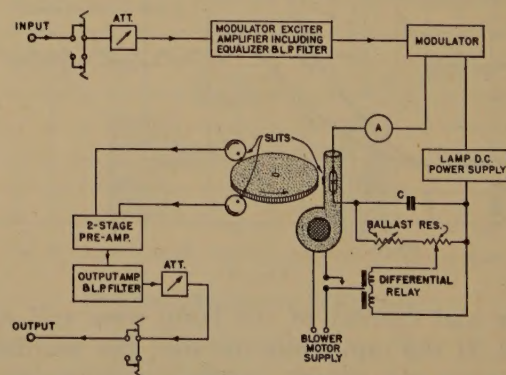 INPUT
ATT.
MODULATOR EXCITER
AMPLIFIER INCLUDING
EQUALIZER & L.P. FILTER
MODULATOR
A
SLITS
LAMP D.C.
POWER SUPPLY
C
BALLAST RES.
2-STAGE
PRE-AMP.
OUTPUT AMP
& L.P. FILTER
ATT.
DIFFERENTIAL
RELAY
OUTPUT
BLOWER
MOTOR
SUPPLY